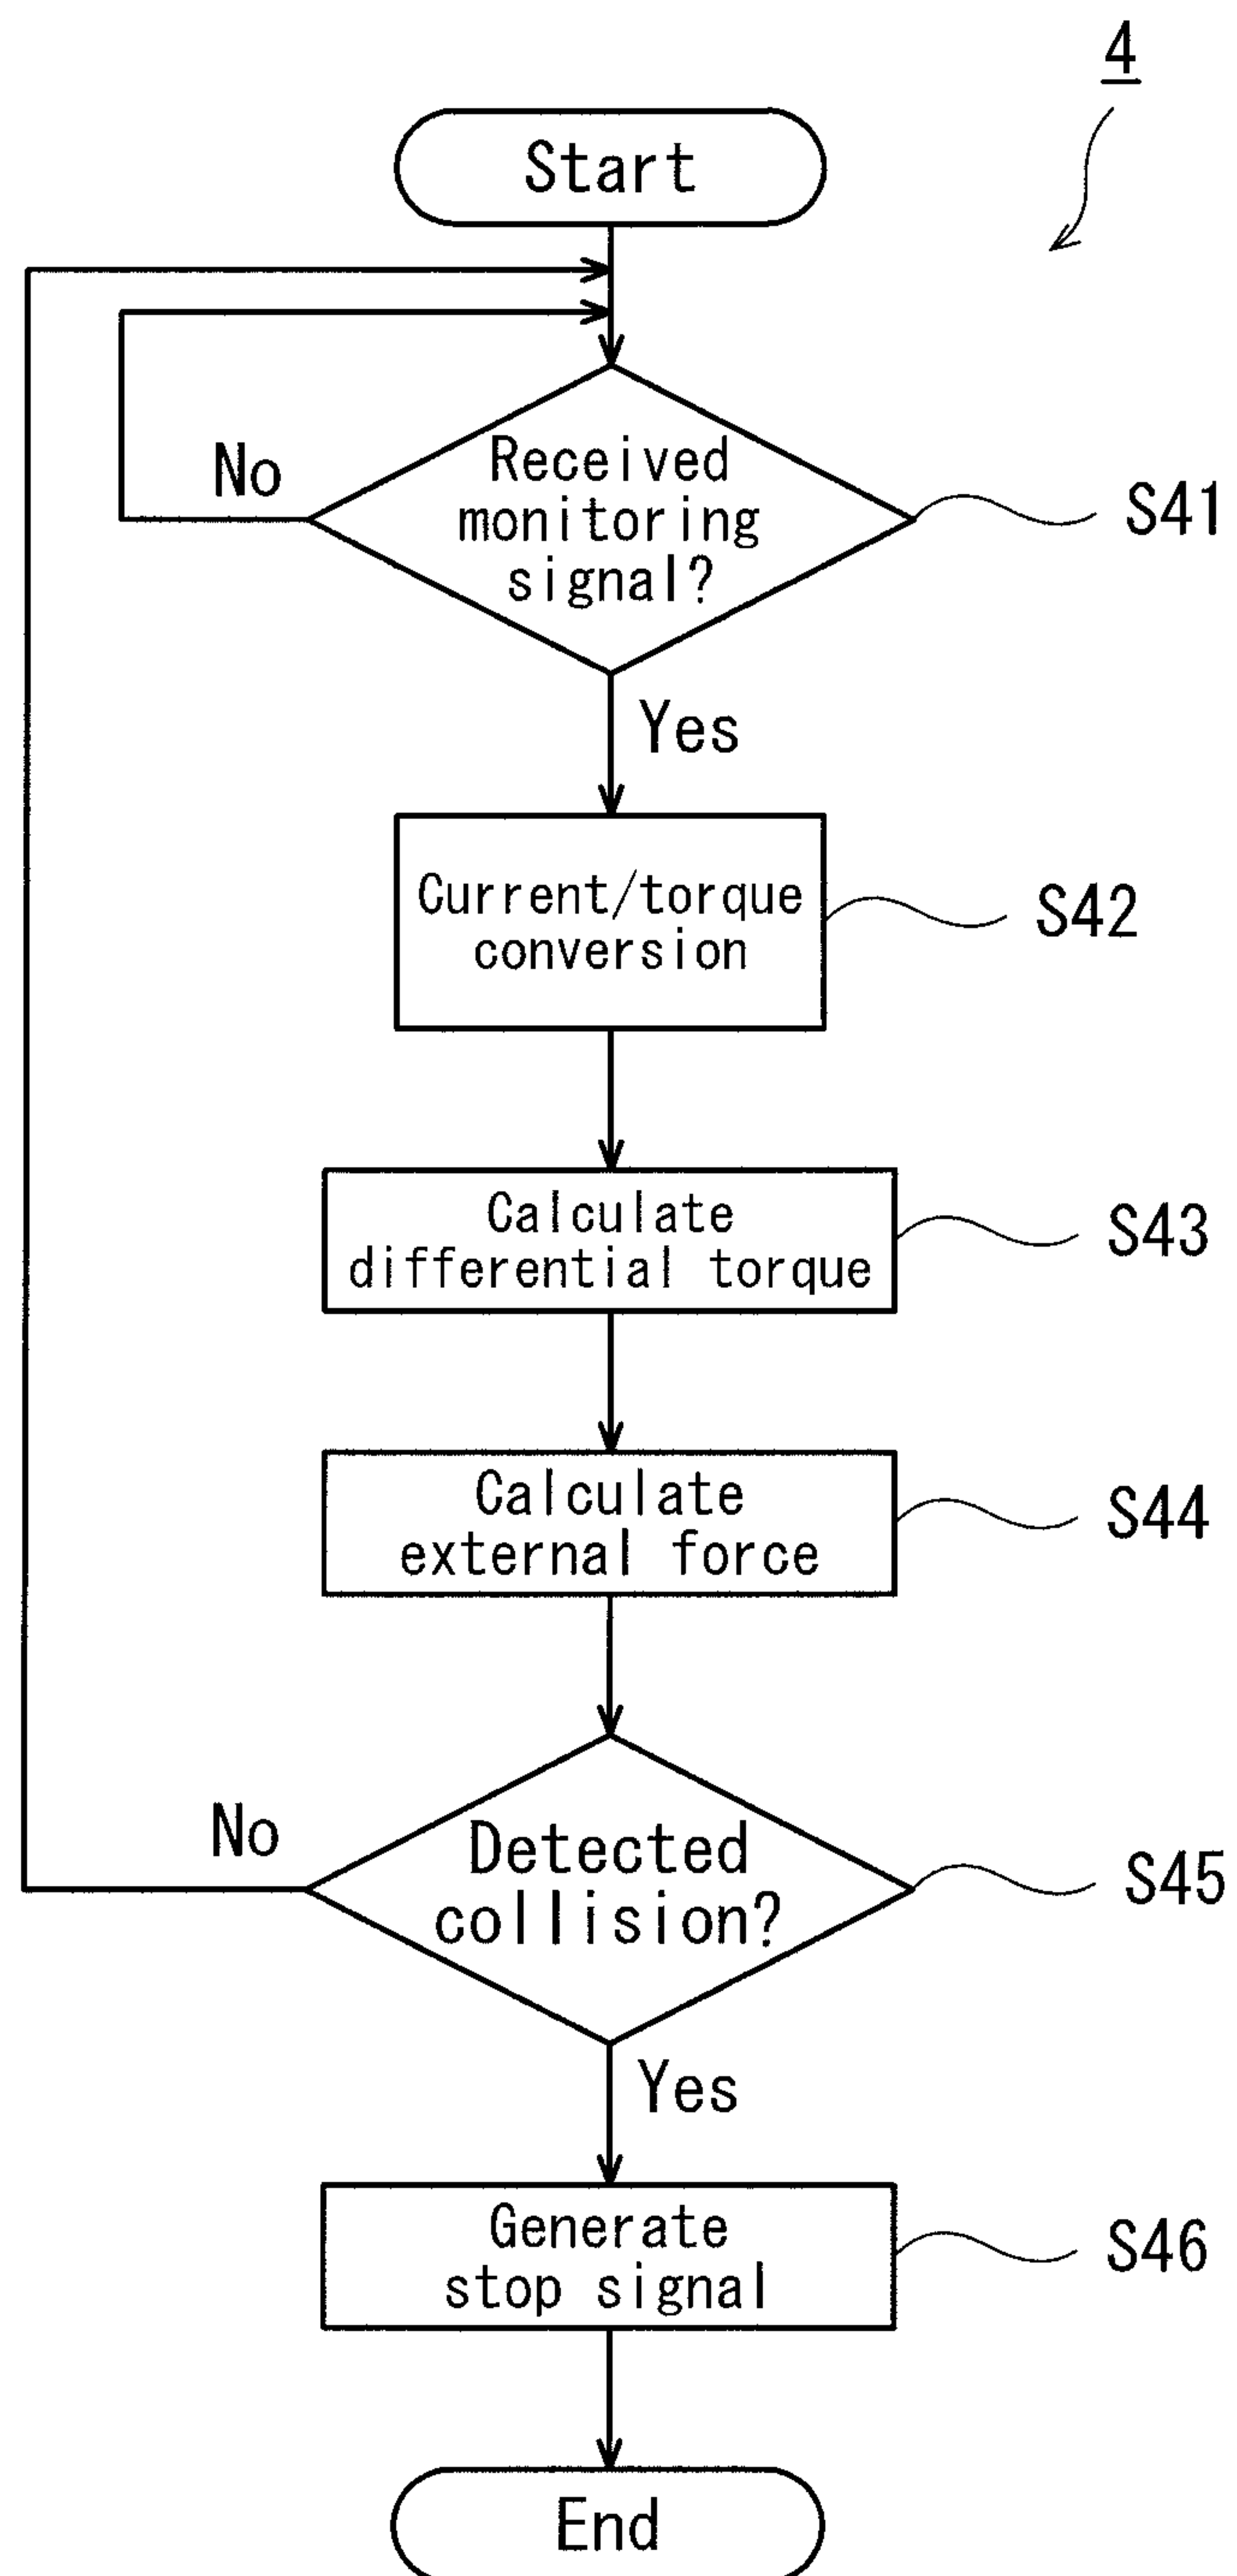 4
Start
No
Received
monitoring
signal?
S41
Yes
Current/torque
conversion
S42
Calculate
differential torque
S43
Calculate
external force
S44
No
Detected
collision?
S45
Yes
Generate
stop signal
S46
End